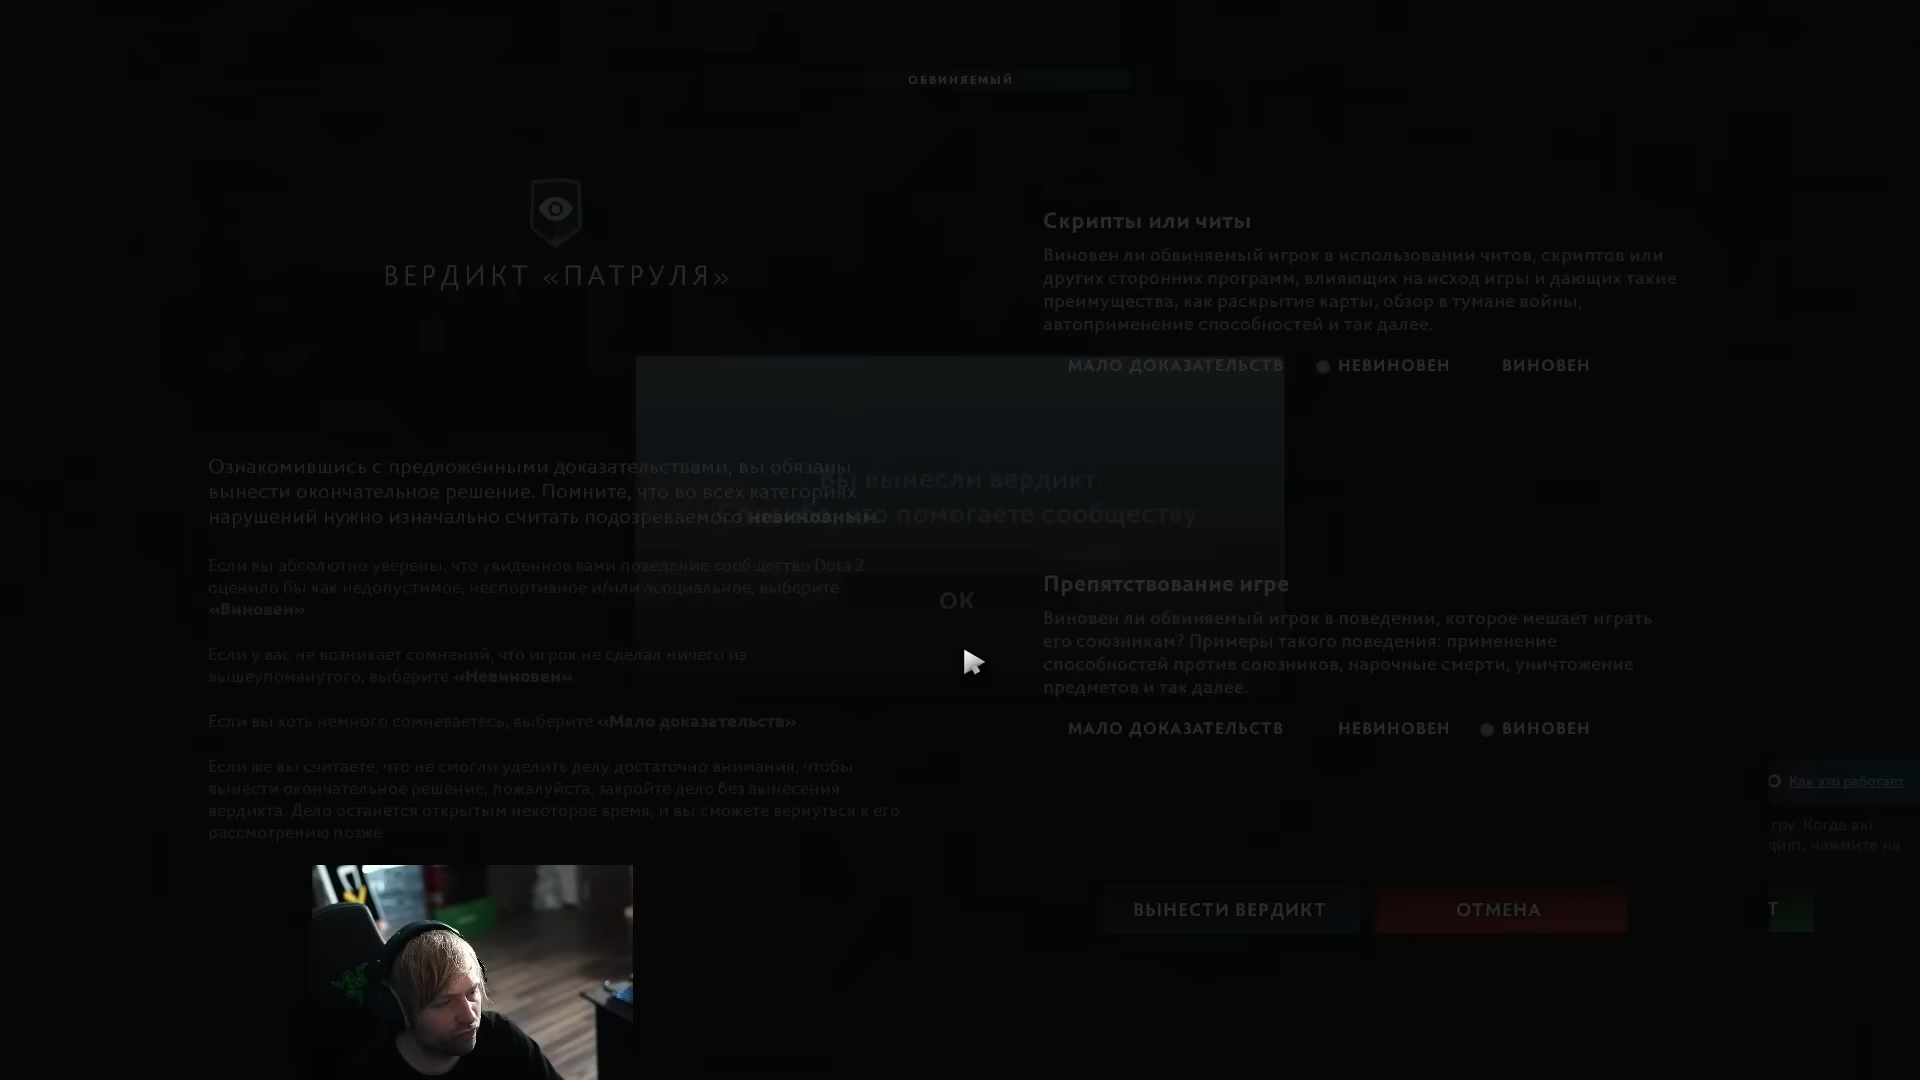 ОБВИНЯЕМЫЙ
ВЕРДИКТ «ПАТРУЛЯ»
Ознакомившись с предложенными доказательствами, вы обязаны
вынести окончательное решение. Помните, что во всех категориях
нарушений нужно изначально считать подозреваемого невиновным.
Если вы абсолютно уверены, что увиденное вами поведение сообщество Dota 2
оценило бы как недопустимое, неспортивное и/или асоциальное, выберите
«Виновен»
Если у вас не возникает сомнений, что игрок не сделал ничего из
вышеупомянутого, выберите «Невиновен»
Если вы хоть немного сомневаетесь, выберите «Мало доказательств».
Если же вы считаете, что не смогли уделить делу достаточно внимания, чтобы
вынести окончательное решение, пожалуйста, закройте дело без вынесения
вердикта. Дело останется открытым некоторое время, и вы сможете вернуться к его
рассмотрению позже.
Вы вынесли вердикт.
Спасибо, что помогаете сообществу.
OK
Скрипты или читы
Виновен ли обвиняемый игрок в использовании читов, скриптов или
других сторонних программ, влияющих на исход игры и дающих такие
преимущества, как раскрытие карты, обзор в тумане войны,
автоприменение способностей и так далее.
МАЛО ДОКАЗАТЕЛЬСТВ НЕВИНОВЕН ВИНОВЕН
Препятствование игре
Виновен ли обвиняемый игрок в поведении, которое мешает играть
его союзникам? Примеры такого поведения: применение
способностей против союзников, нарочные смерти, уничтожение
предметов и так далее.
МАЛО ДОКАЗАТЕЛЬСТВ НЕВИНОВЕН ВИНОВЕН
О Как это работает
гру. Когда вы
дикт, нажмите на
Т
ВЫНЕСТИ ВЕРДИКТ ОТМЕНА